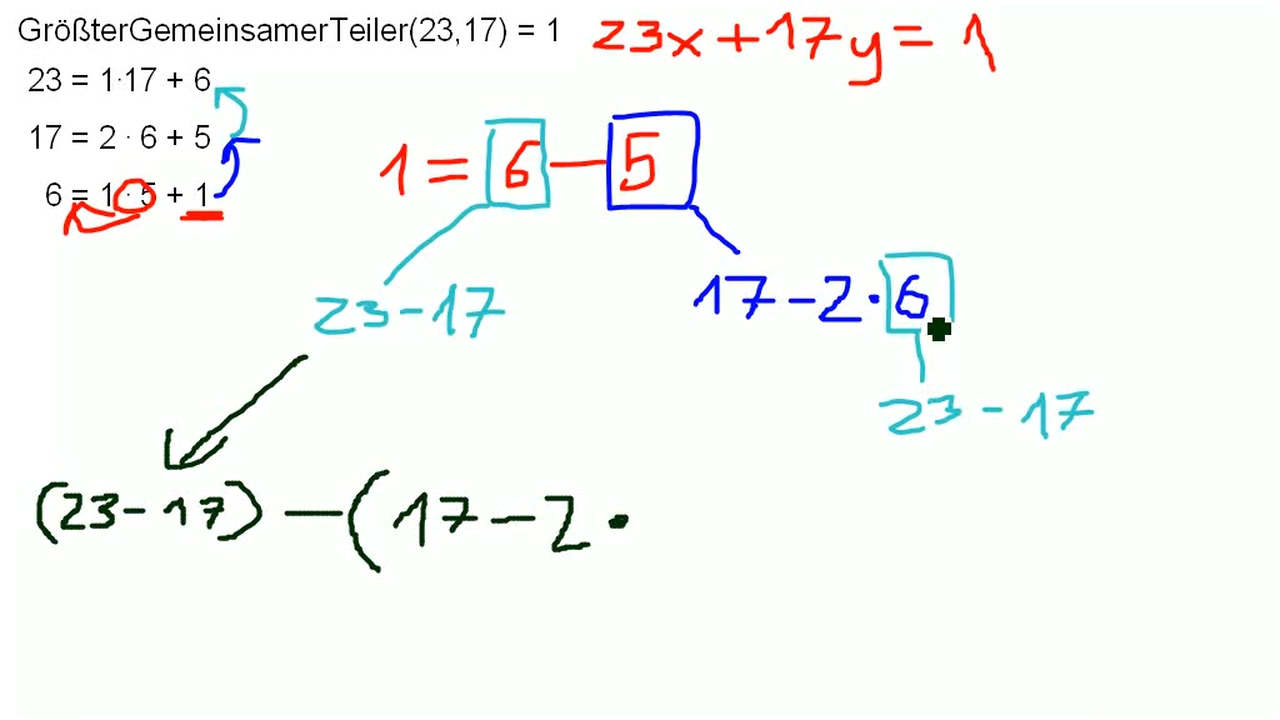 GrößterGemeinsamerTeiler(23,17) = 1
23x + 17y = 1
23 = 1·17 + 6
17 = 2 · 6 + 5
6 = 1 · 5 + 1
1 = 6 — 5
23 - 17
17 - 2 · 6
23 - 17
(23 - 17) — (17 - 2 ·